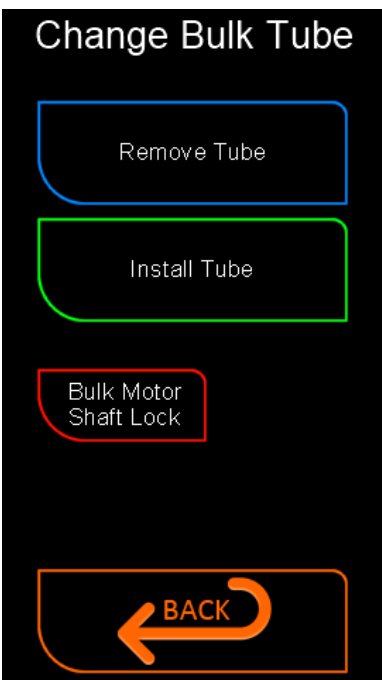 Change Bulk Tube
Remove Tube
Install Tube
Bulk Motor
Shaft Lock
BACK